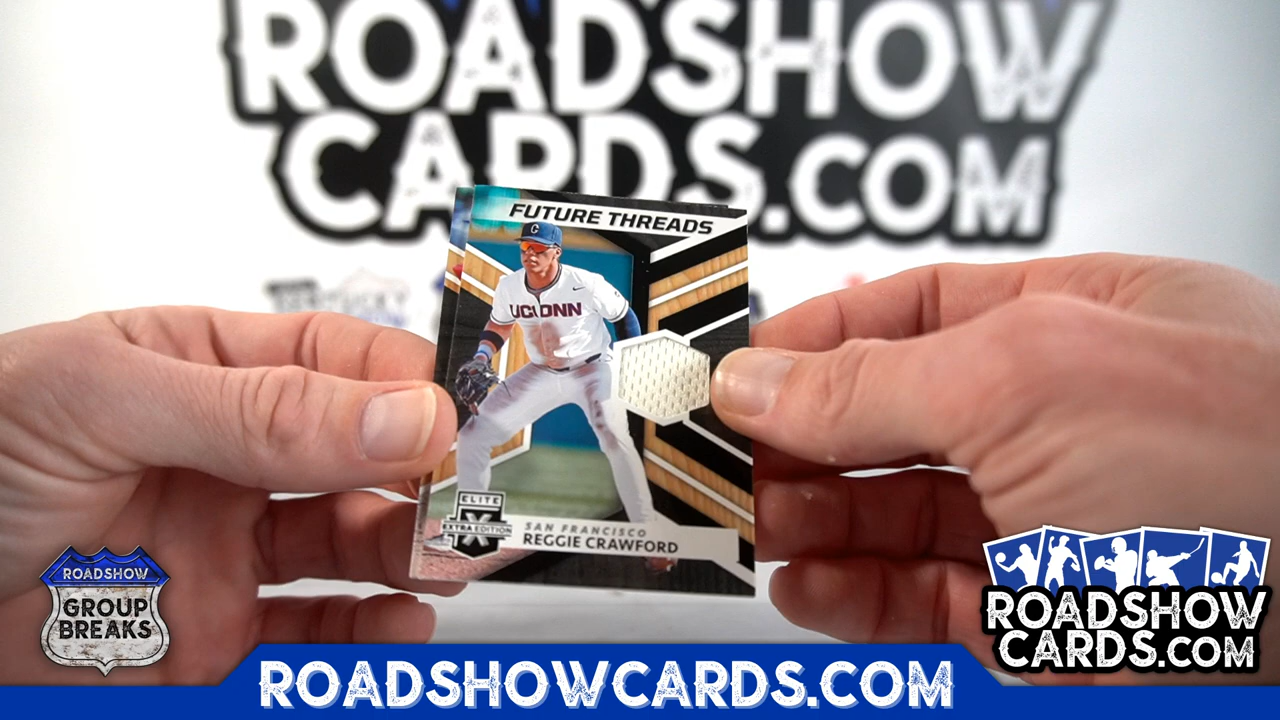 ROADSHOW
CARDS.COM
FUTURE THREADS
C
UCONN
ELITE
EXTRA EDITION
X
SAN FRANCISCO
REGGIE CRAWFORD
ROADSHOW
GROUP
BREAKS
ROADSHOW
CARDS.COM
ROADSHOWCARDS.COM